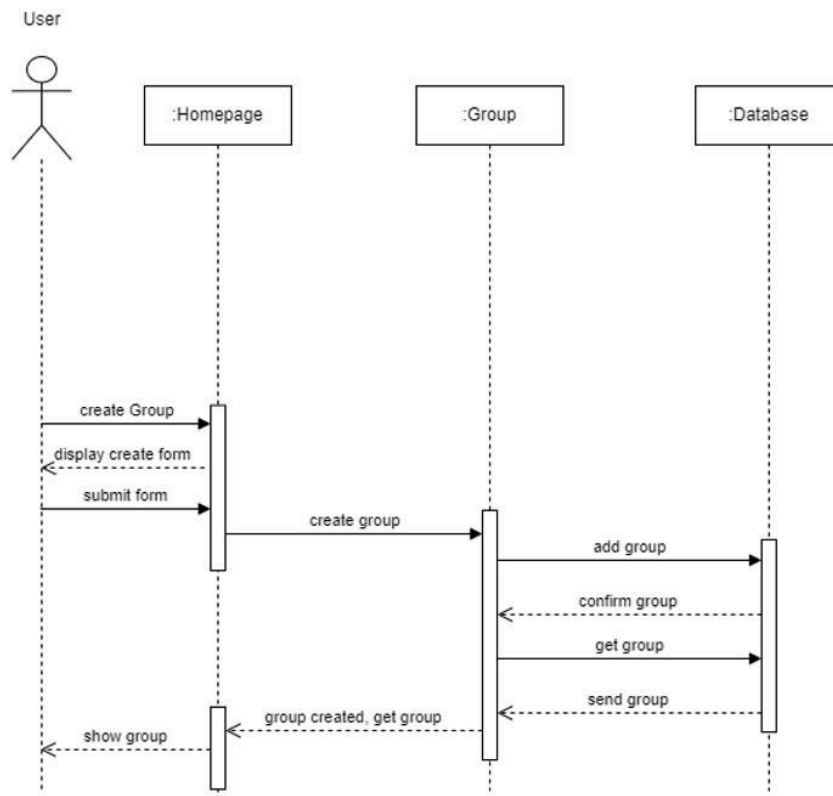 User
:Homepage
:Group
:Database
create Group
display create form
submit form
create group
add group
confirm group
get group
send group
group created, get group
show group